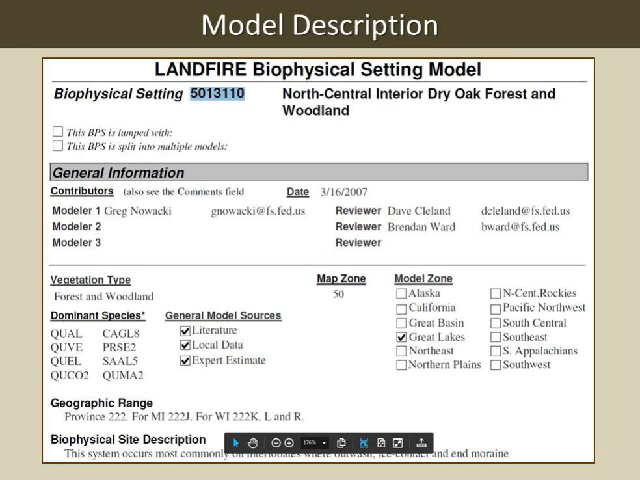 Model Description
LANDFIRE Biophysical Setting Model
Biophysical Setting 5013110 North-Central Interior Dry Oak Forest and
Woodland
This BPS is lumped with:
This BPS is split into multiple models:
General Information
Contributors (also see the Comments field Date 3/16/2007
Modeler 1 Greg Nowacki gnowacki@fs.fed.us Reviewer Dave Cleland dcleland@fs.fed.us
Modeler 2 Reviewer Brendan Ward bward@fs.fed.us
Modeler 3 Reviewer
Vegetation Type Map Zone Model Zone
Forest and Woodland 50 Alaska N-Cent.Rockies
California Pacific Northwest
Dominant Species* General Model Sources Great Basin South Central
QUAL CAGL8 Literature Great Lakes Southeast
QUVE PRSE2 Local Data Northeast S. Appalachians
QUEL SAAL5 Expert Estimate Northern Plains Southwest
QUCO2 QUMA2
Geographic Range
Province 222. For MI 222J. For WI 222K, L and R.
Biophysical Site Description
This system occurs most commonly on interlobates where outwash, ice-contact and end moraine